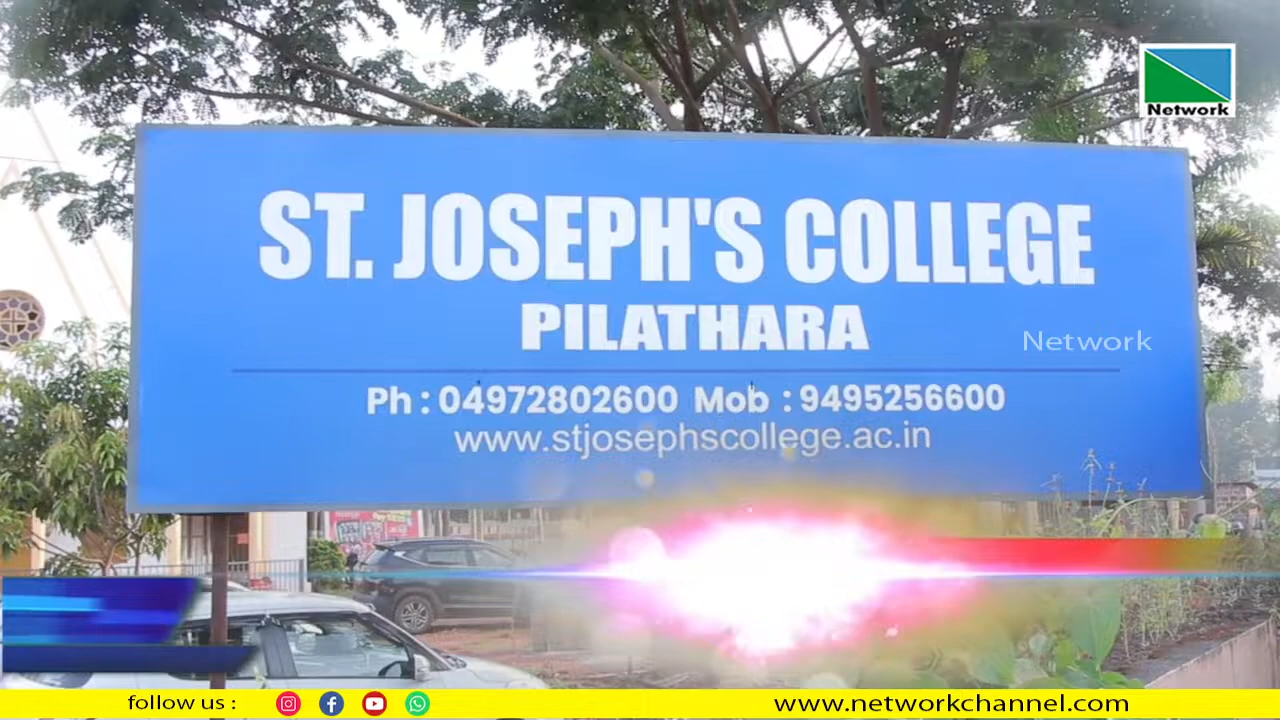 Network
ST. JOSEPH'S COLLEGE
PILATHARA
Network
Ph : 04972802600 Mob : 9495256600
www.stjosephscollege.ac.in
follow us :
www.networkchannel.com